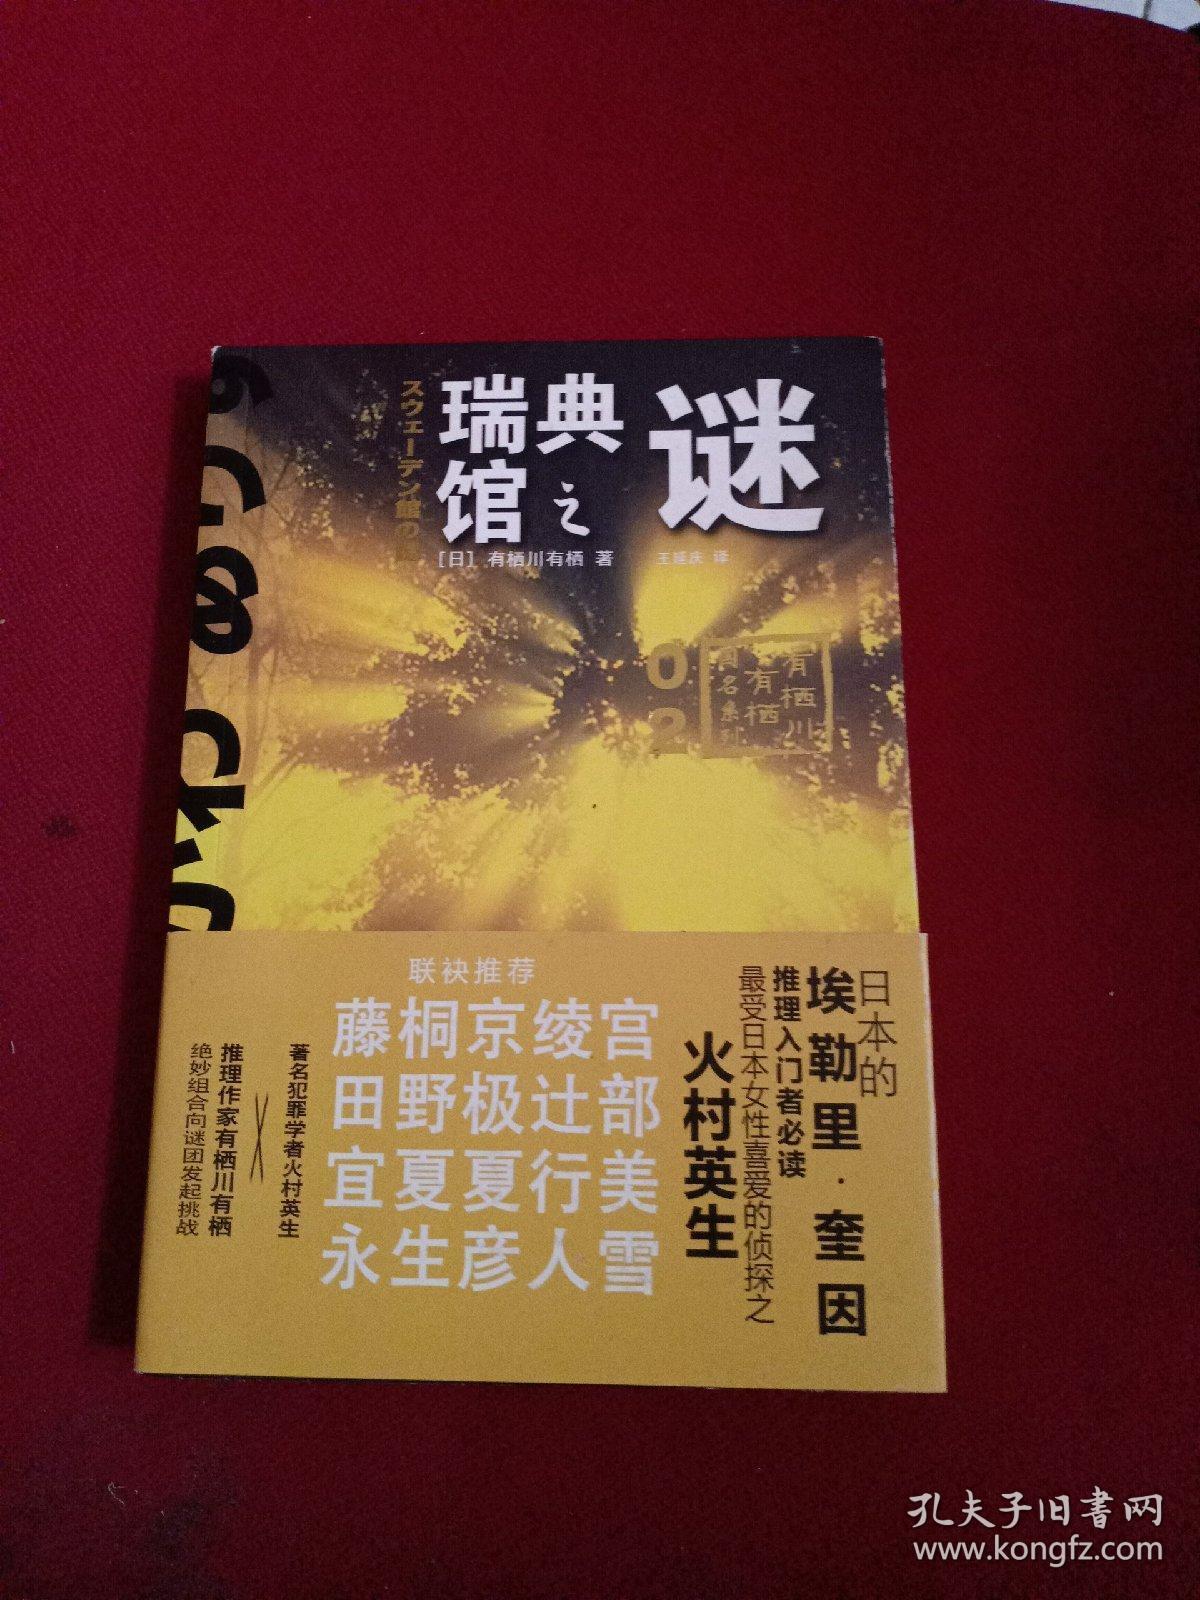 瑞典
馆之
谜
スウェーデン館の
[日] 有栖川有栖 著
王延庆 译
02
有栖川
有栖
国名系列
联袂推荐
宫部美雪
绫辻行人
京极夏彦
桐野夏生
藤田宜永
日本的
埃勒里·奎因
推理入门者必读
最受日本女性喜爱的侦探之
火村英生
著名犯罪学者火村英生
X
推理作家有栖川有栖
绝妙组合向谜团发起挑战
孔夫子旧书网
www.kongfz.com